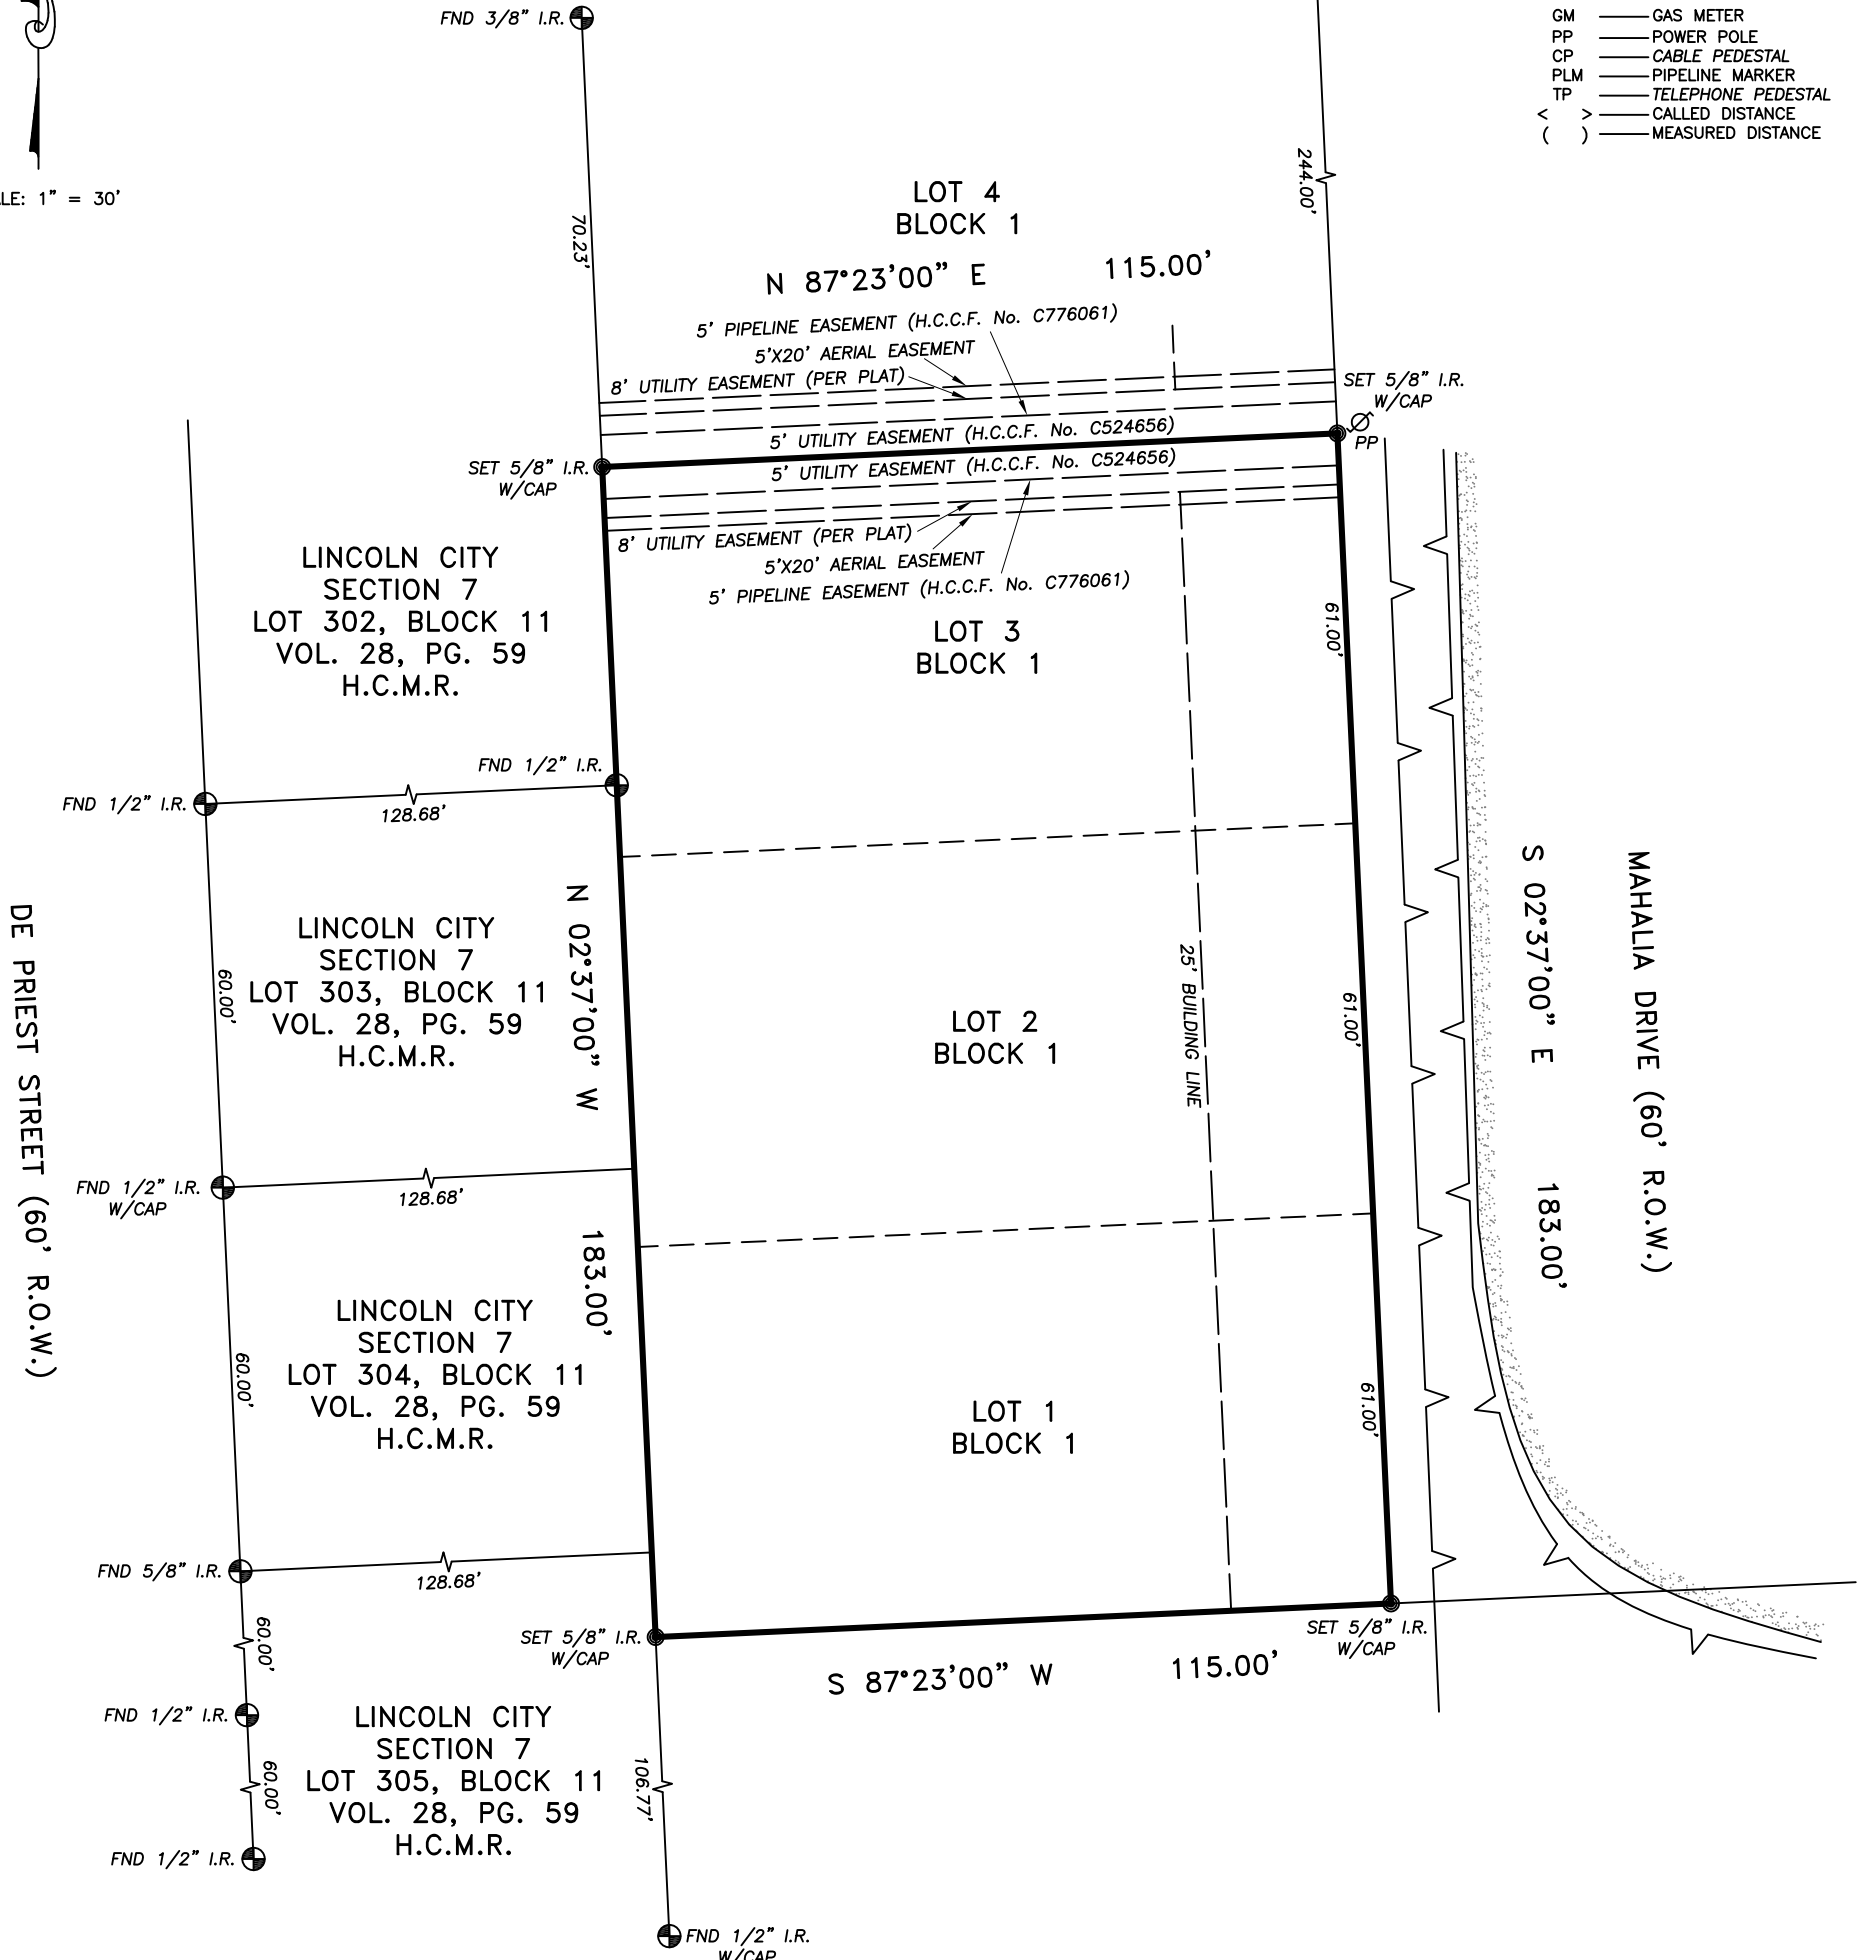 FND 3/8" I.R.
GM GAS METER
PP POWER POLE
CP CABLE PEDESTAL
PLM PIPELINE MARKER
TP TELEPHONE PEDESTAL
< > CALLED DISTANCE
( ) MEASURED DISTANCE
LE: 1" = 30'
70.23'
244.00'
LOT 4
BLOCK 1
N 87°23'00" E 115.00'
5' PIPELINE EASEMENT (H.C.C.F. No. C776061)
5'X20' AERIAL EASEMENT
8' UTILITY EASEMENT (PER PLAT)
5' UTILITY EASEMENT (H.C.C.F. No. C524656)
SET 5/8" I.R.
W/CAP
PP
SET 5/8" I.R.
W/CAP
5' UTILITY EASEMENT (H.C.C.F. No. C524656)
8' UTILITY EASEMENT (PER PLAT)
5'X20' AERIAL EASEMENT
5' PIPELINE EASEMENT (H.C.C.F. No. C776061)
LINCOLN CITY
SECTION 7
LOT 302, BLOCK 11
VOL. 28, PG. 59
H.C.M.R.
LOT 3
BLOCK 1
61.00'
FND 1/2" I.R.
FND 1/2" I.R.
128.68'
DE PRIEST STREET (60' R.O.W.)
60.00'
LINCOLN CITY
SECTION 7
LOT 303, BLOCK 11
VOL. 28, PG. 59
H.C.M.R.
N 02°37'00" W 183.00'
LOT 2
BLOCK 1
25' BUILDING LINE
61.00'
S 02°37'00" E 183.00'
MAHALIA DRIVE (60' R.O.W.)
FND 1/2" I.R.
W/CAP
128.68'
60.00'
LINCOLN CITY
SECTION 7
LOT 304, BLOCK 11
VOL. 28, PG. 59
H.C.M.R.
LOT 1
BLOCK 1
61.00'
FND 5/8" I.R.
128.68'
60.00'
SET 5/8" I.R.
W/CAP
SET 5/8" I.R.
W/CAP
S 87°23'00" W 115.00'
FND 1/2" I.R.
60.00'
LINCOLN CITY
SECTION 7
LOT 305, BLOCK 11
VOL. 28, PG. 59
H.C.M.R.
106.77'
FND 1/2" I.R.
FND 1/2" I.R.
W/CAP